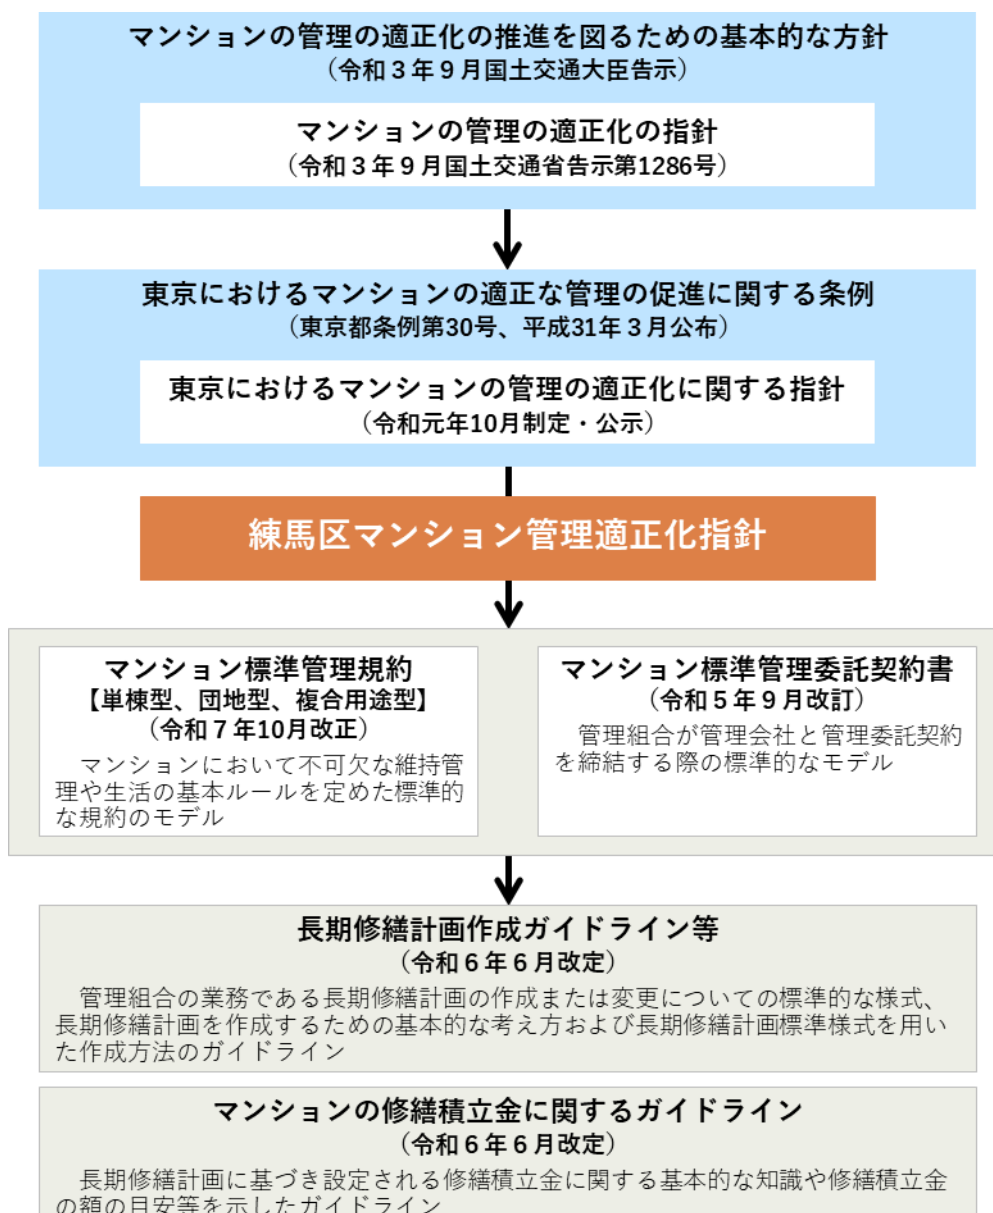 マンションの管理の適正化の推進を図るための基本的な方針
（令和３年９月国土交通大臣告示）
マンションの管理の適正化の指針
（令和３年９月国土交通省告示第1286号）
東京におけるマンションの適正な管理の促進に関する条例
（東京都条例第30号、平成31年３月公布）
東京におけるマンションの管理の適正化に関する指針
（令和元年10月制定・公示）
練馬区マンション管理適正化指針
マンション標準管理規約
【単棟型、団地型、複合用途型】
（令和７年10月改正）
マンションにおいて不可欠な維持管
理や生活の基本ルールを定めた標準的
な規約のモデル
マンション標準管理委託契約書
（令和５年９月改訂）
管理組合が管理会社と管理委託契約
を締結する際の標準的なモデル
長期修繕計画作成ガイドライン等
（令和６年６月改定）
管理組合の業務である長期修繕計画の作成または変更についての標準的な様式、
長期修繕計画を作成するための基本的な考え方および長期修繕計画標準様式を用い
た作成方法のガイドライン
マンションの修繕積立金に関するガイドライン
（令和６年６月改定）
長期修繕計画に基づき設定される修繕積立金に関する基本的な知識や修繕積立金
の額の目安等を示したガイドライン